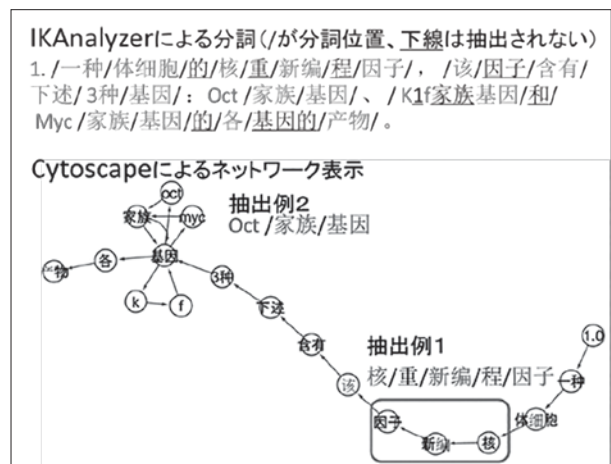 IKAnalyzerによる分詞(/が分詞位置、下線は抽出されない)
1. /一种/体细胞/的/核/重/新编/程/因子/，/该/因子/含有/
下述/3种/基因/：Oct /家族/基因/、/ K1f家族基因/和/
Myc /家族/基因/的/各/基因的/产物/。
Cytoscapeによるネットワーク表示
oct
家族
myc
抽出例2
Oct /家族/基因
产物
各
基因
3种
k
f
下述
含有
抽出例1
1.0
核/重/新编/程/因子
一种
该
因子
体细胞
新编
核